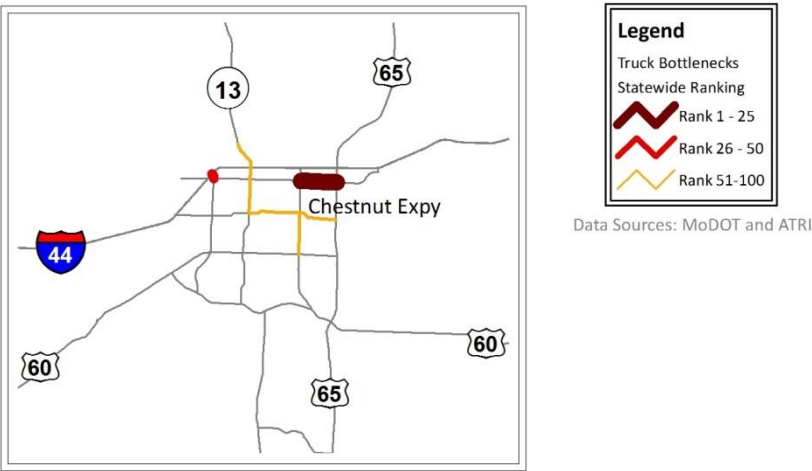 13
65
Chestnut Expy
44
60
60
65
Legend
Truck Bottlenecks
Statewide Ranking
Rank 1 - 25
Rank 26 - 50
Rank 51-100
Data Sources: MoDOT and ATRI